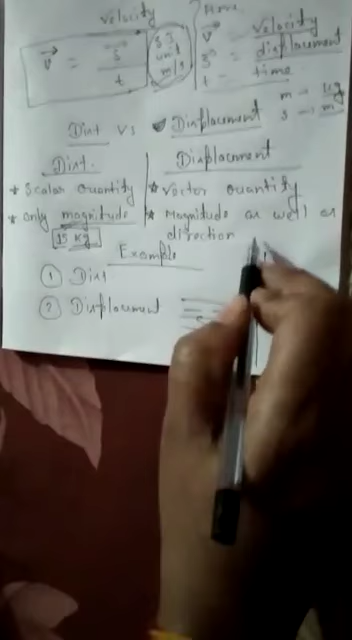 Velocity
v = s / t
S.I unit m/s
Here
v = velocity
s = displacement
t - time
m - kg
s - m
Dist vs Displacement
Dist.
* Scalar Quantity
* Only magnitude
15 kg
Displacement
* Vector Quantity
* Magnitude as well as
direction
Example
① Dist
② Displacement